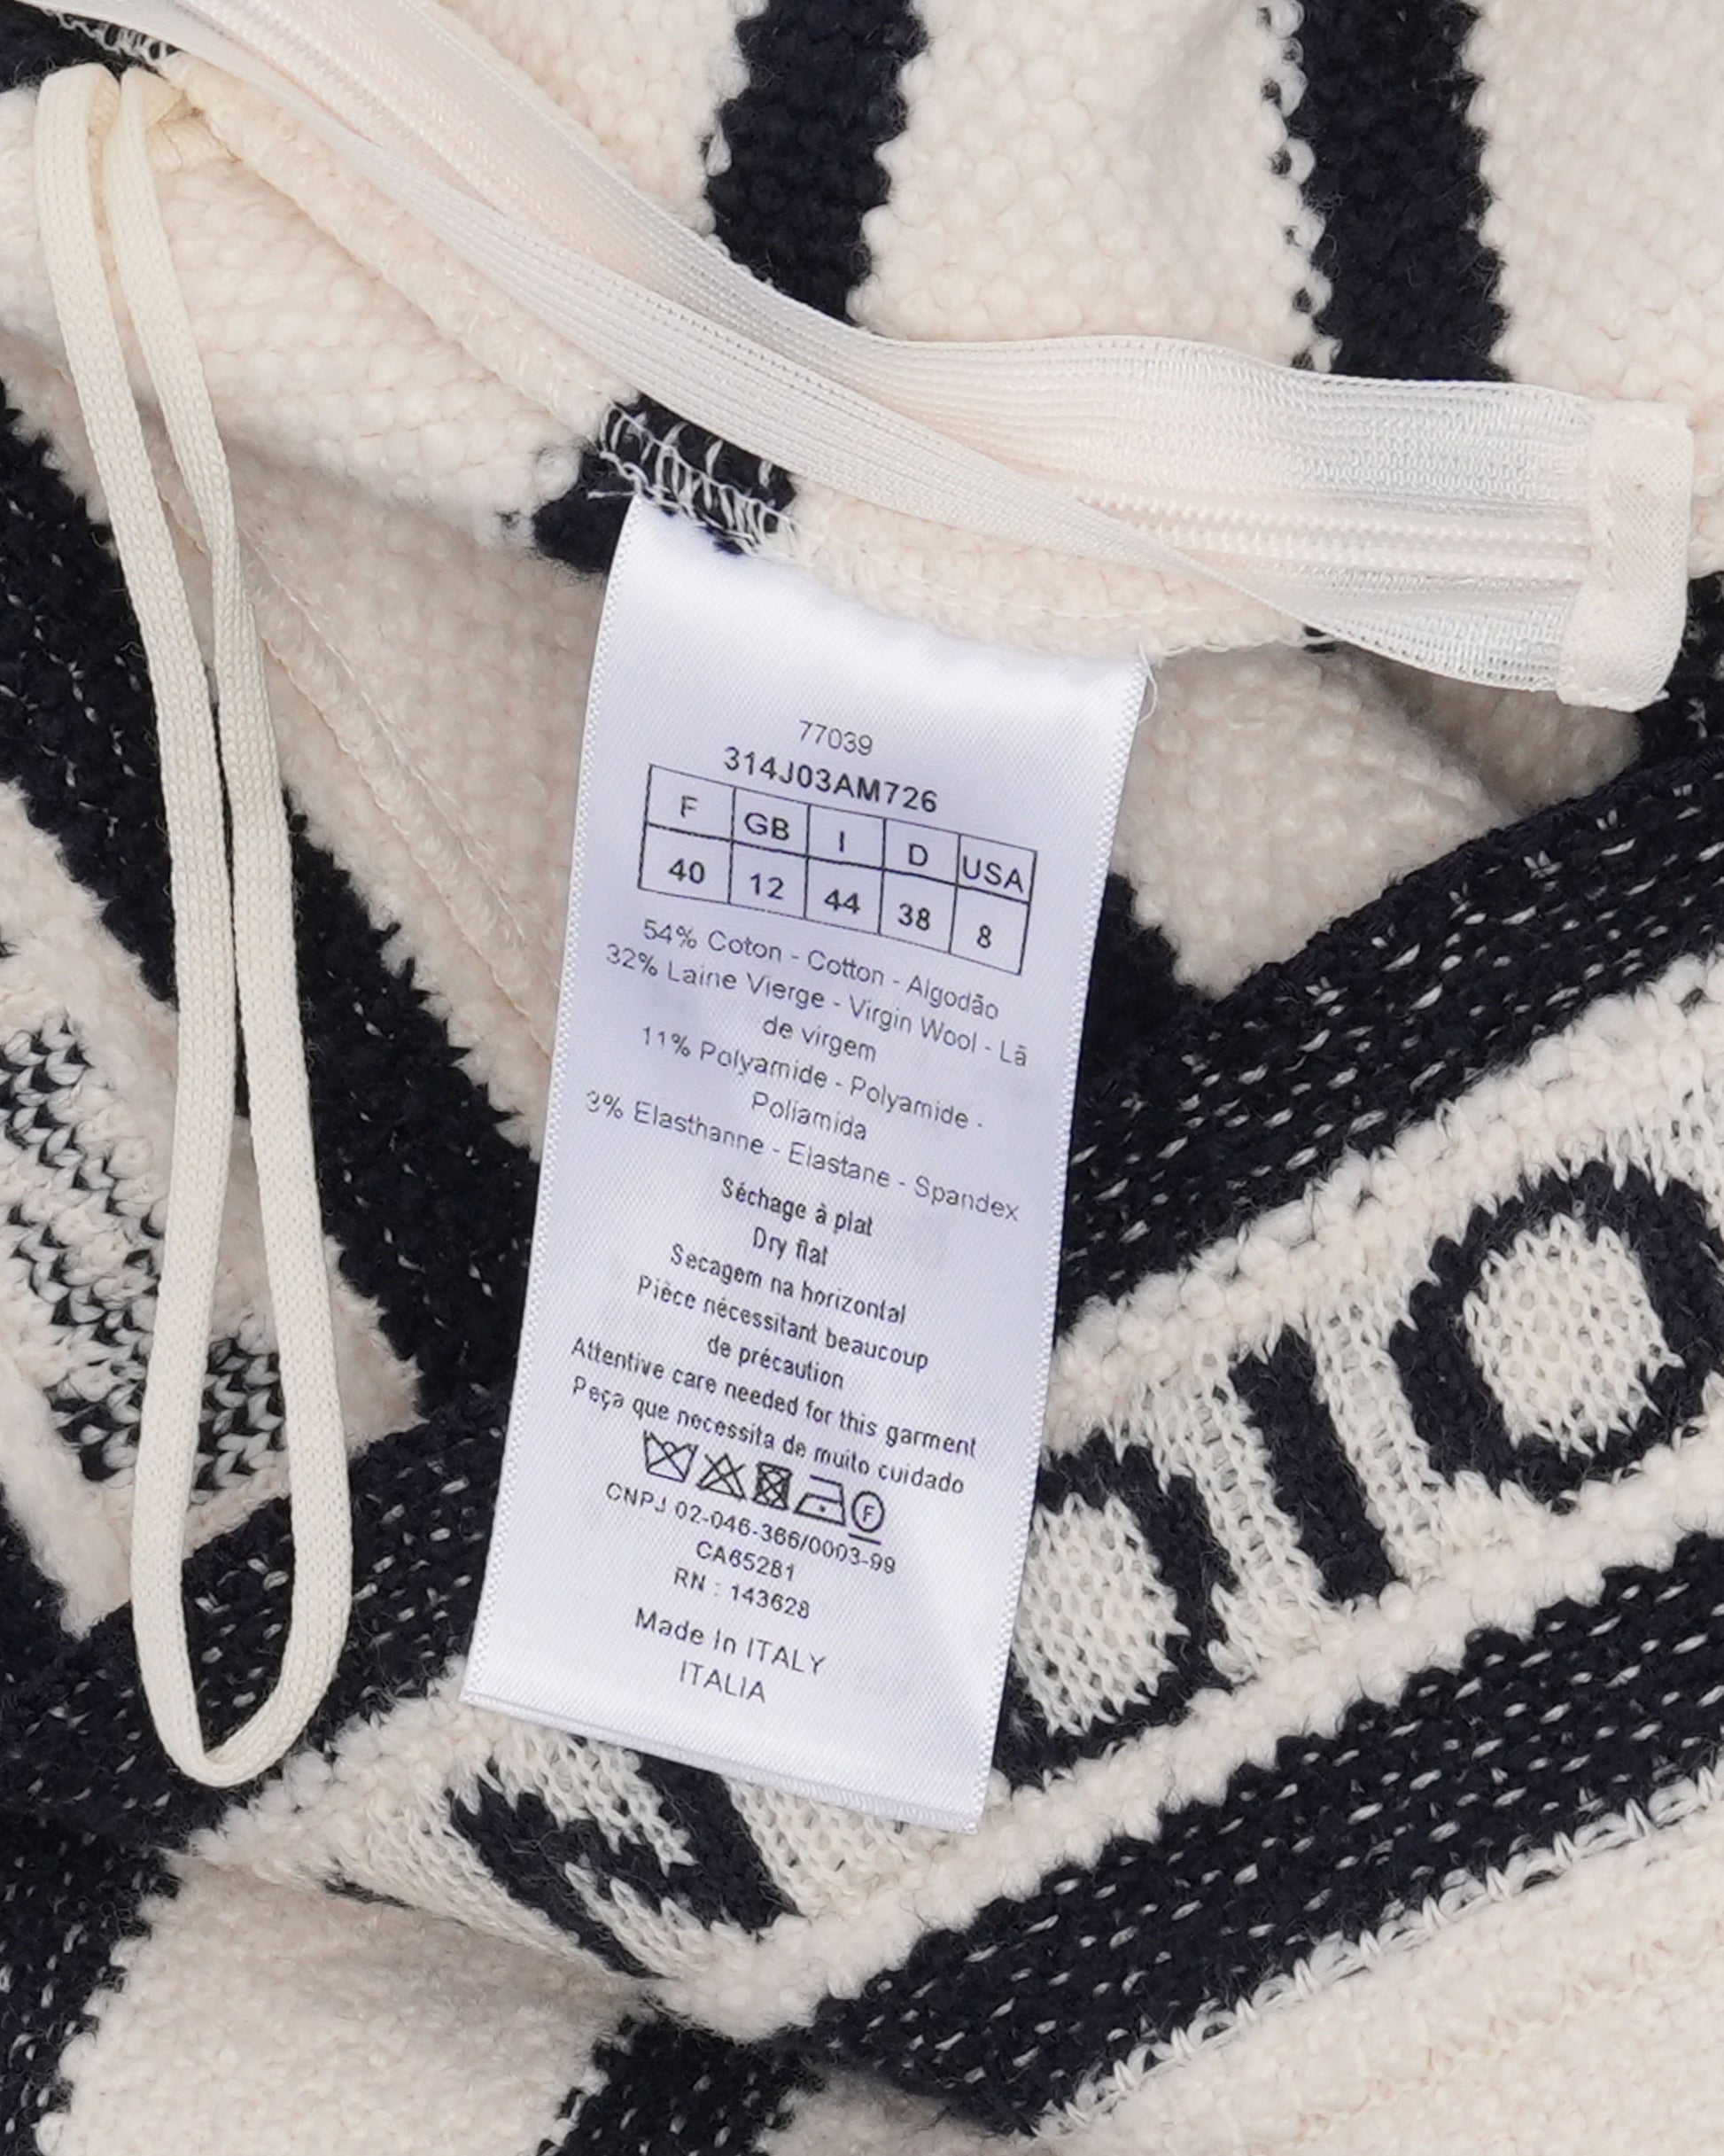 77039
314J03AM726
F GB I D USA
40 12 44 38 8
54% Coton - Cotton - Algodão
32% Laine Vierge - Virgin Wool - Lã
de virgem
11% Polyamide - Polyamide -
Poliamida
3% Elasthanne - Elastane - Spandex
Séchage à plat
Dry flat
Secagem na horizontal
Pièce nécessitant beaucoup
de précaution
Attentive care needed for this garment
Peça que necessita de muito cuidado
F
CNPJ 02-046-366/0003-99
CA65281
RN : 143628
Made In ITALY
ITALIA